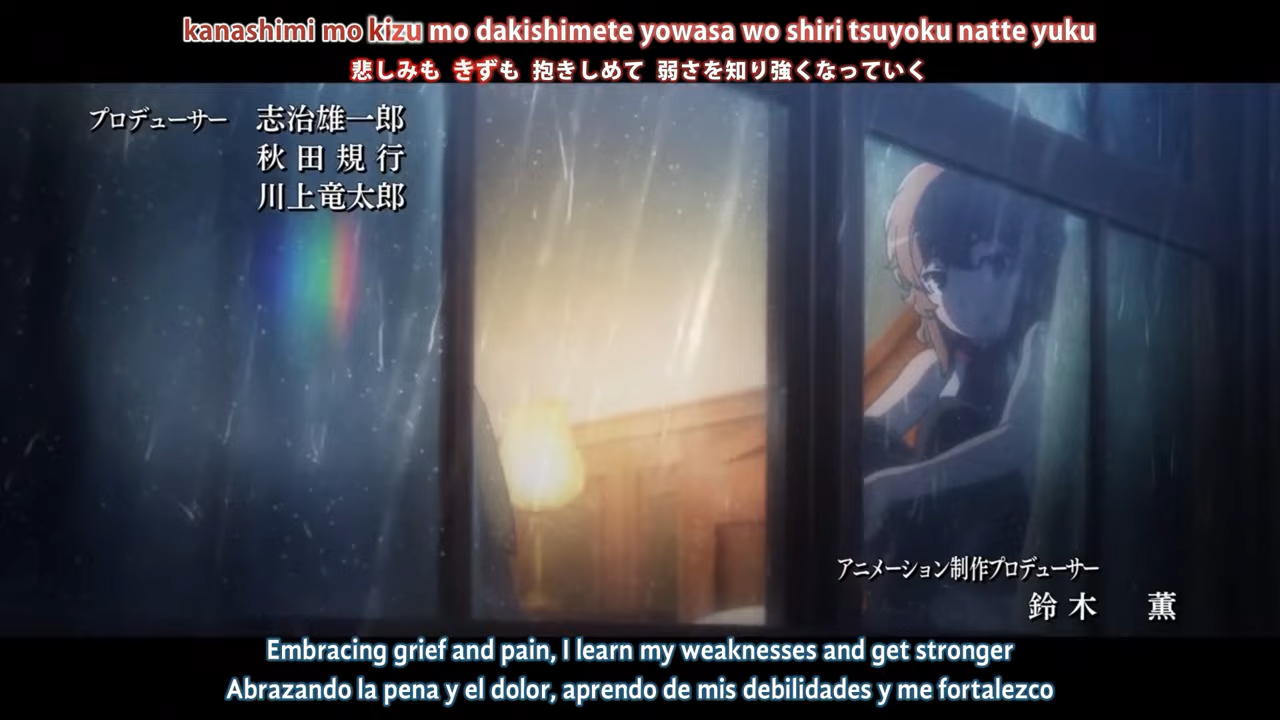 kanashimi mo kizu mo dakishimete yowasa wo shiri tsuyoku natte yuku
悲しみも きずも 抱きしめて 弱さを知り強くなっていく
プロデューサー 志治雄一郎
秋田規行
川上竜太郎
アニメーション制作プロデューサー
鈴木 薫
Embracing grief and pain, I learn my weaknesses and get stronger
Abrazando la pena y el dolor, aprendo de mis debilidades y me fortalezco